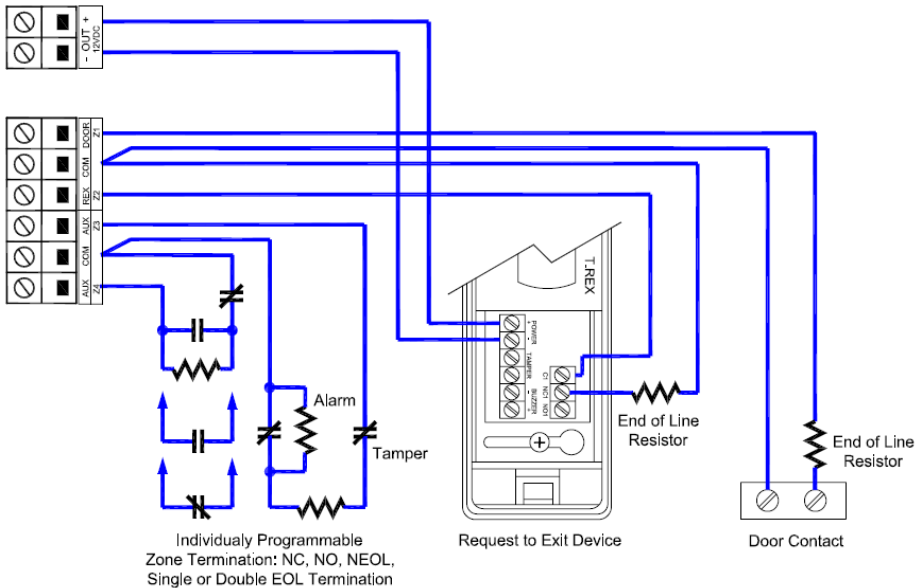 - OUT +
12VDC
DOOR
Z1
COM
REX
Z2
AUX
Z3
COM
AUX
Z4
T.REX
+ POWER -
TAMPER
- BUZZER +
C1
NC1
NO1
Alarm
Tamper
End of Line
Resistor
End of Line
Resistor
Individualy Programmable
Zone Termination: NC, NO, NEOL,
Single or Double EOL Termination
Request to Exit Device
Door Contact